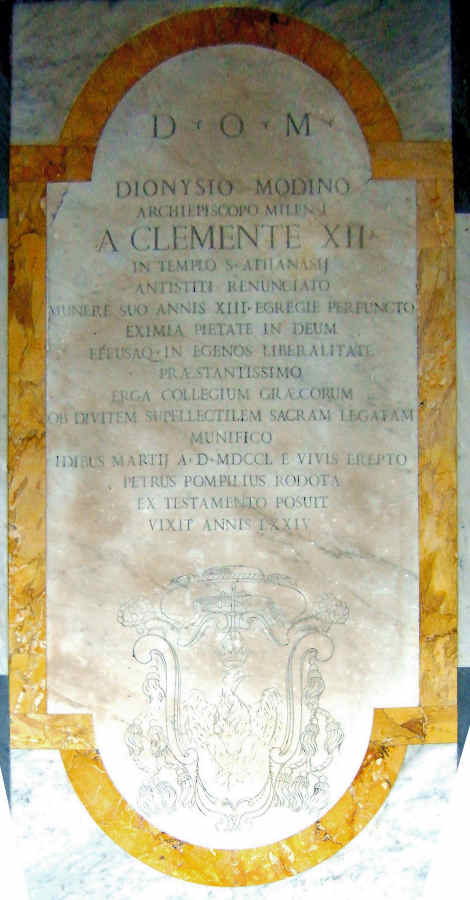 D · O · M ·
DIONYSIO MODINO
ARCHIEPISCOPO MILENSI
A CLEMENTE XII
IN TEMPLO S · ATHANASIJ
ANTISTITI RENUNCIATO
MUNERE SUO ANNIS XIII · EGREGIE PERFUNCTO
EXIMIA PIETATE IN DEUM
EFFUSAQ · IN EGENOS LIBERALITATE
PRÆSTANTISSIMO
ERGA COLLEGIUM GRÆCORUM
OB DIVITEM SUPELLECTILEM SACRAM LEGATAM
MUNIFICO
IDIBUS MARTIJ A · D · MDCCL E VIVIS EREPTO
PETRUS POMPILIUS RODOTA
EX TESTAMENTO POSUIT
VIXIT ANNIS LXXIV